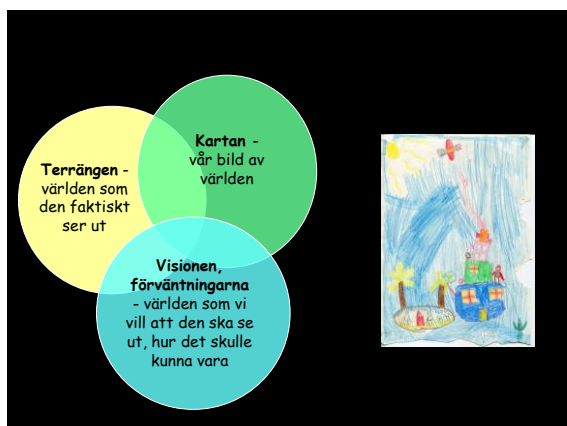 Terrängen -
världen som
den faktiskt
ser ut
Kartan -
vår bild av
världen
Visionen,
förväntningarna
- världen som vi
vill att den ska se
ut, hur det skulle
kunna vara